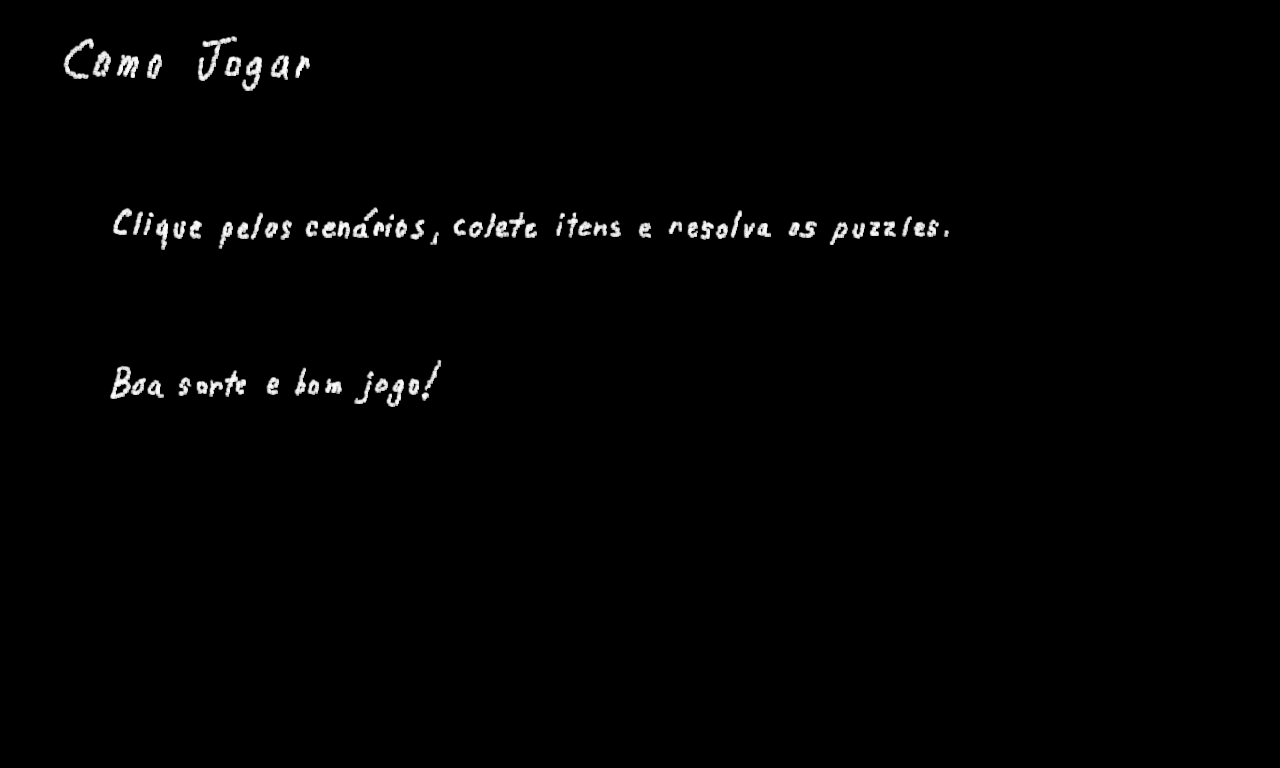 Como Jogar
Clique pelos cenários, colete itens e resolva os puzzles.
Boa sorte e bom jogo!